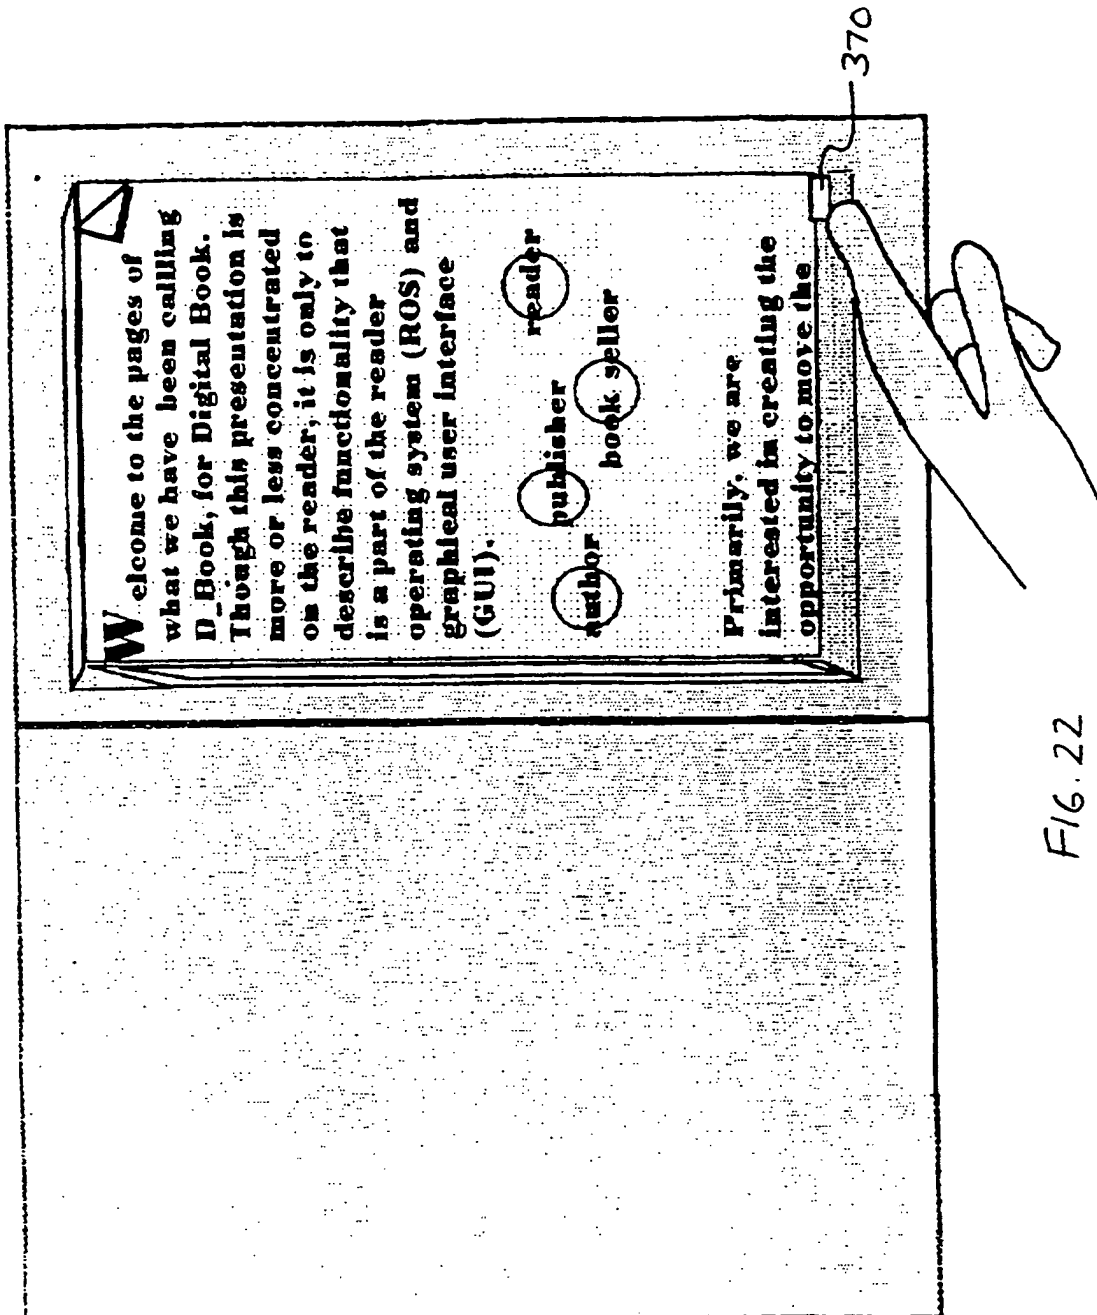 Welcome to the pages of
what we have been calling
D_Book, for Digital Book.
Though this presentation is
more or less concentrated
on the reader, it is only to
describe functionality that
is a part of the reader
operating system (ROS) and
graphical user interface
(GUI).
author
publisher
book seller
reader
Primarily, we are
interested in creating the
opportunity to move the
370
FIG. 22